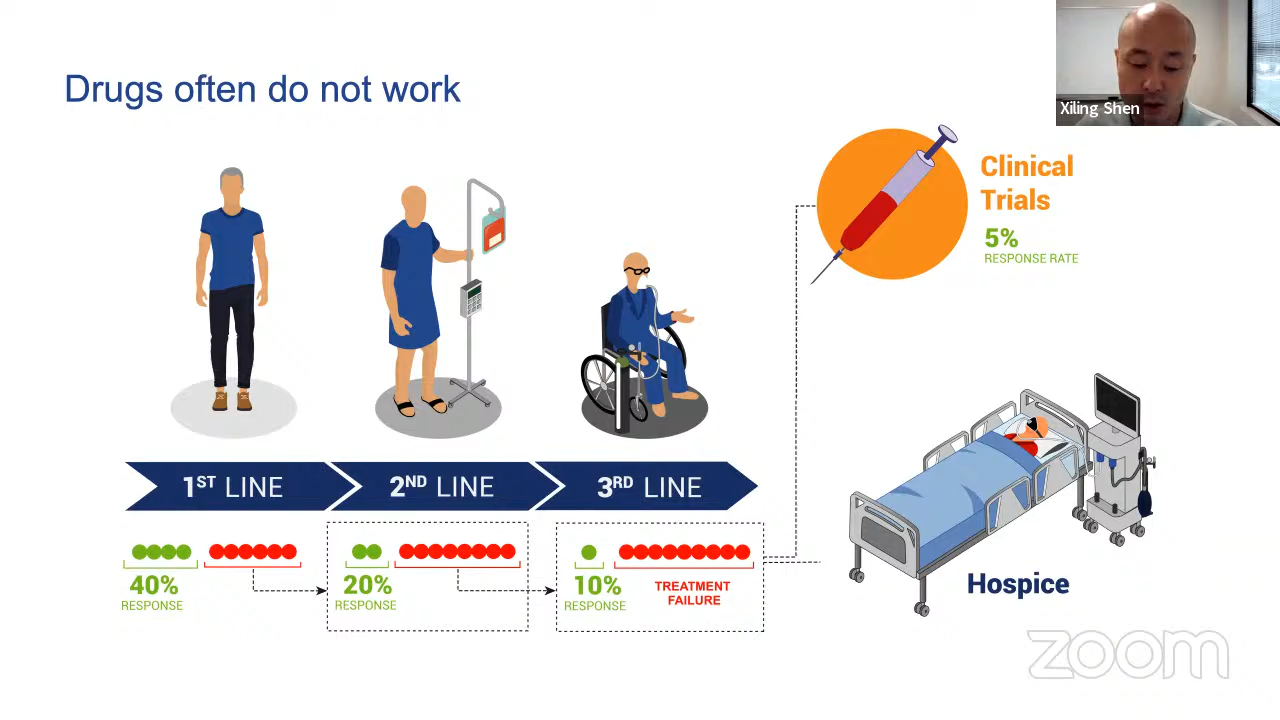 Xiling Shen
Drugs often do not work
Clinical
Trials
5%
RESPONSE RATE
1ST LINE
2ND LINE
3RD LINE
40%
RESPONSE
20%
RESPONSE
10%
RESPONSE
TREATMENT
FAILURE
Hospice
zoom